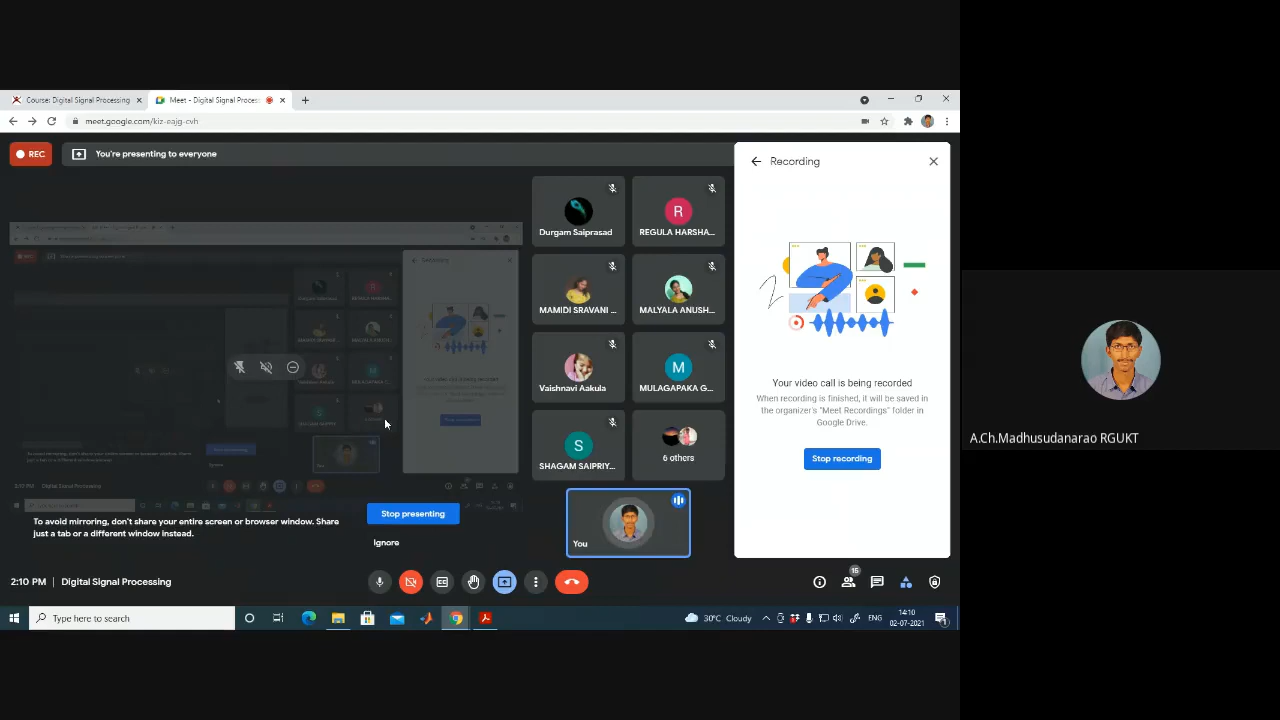 Course: Digital Signal Processing
Meet - Digital Signal Proces:
meet.google.com/kiz-eajg-cvh
REC
You're presenting to everyone
Recording
Durgam Saiprasad
REGULA HARSHA...
MAMIDI SRAVANI ...
MALYALA ANUSH...
Vaishnavi Aakula
MULAGAPAKA G...
SHAGAM SAIPRIY...
6 others
You
Your video call is being recorded
When recording is finished, it will be saved in
the organizer's "Meet Recordings" folder in
Google Drive.
Stop recording
To avoid mirroring, don't share your entire screen or browser window. Share
just a tab or a different window instead.
Stop presenting
Ignore
2:10 PM | Digital Signal Processing
15
Type here to search
30°C Cloudy
ENG
14:10
02-07-2021
A.Ch.Madhusudanarao RGUKT